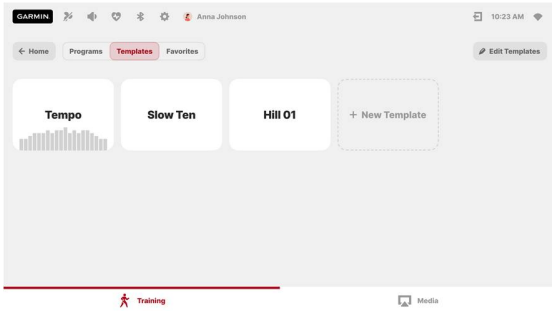 GARMIN. Anna Johnson 10:23 AM
← Home Programs Templates Favorites Edit Templates
Tempo Slow Ten Hill 01 + New Template
Training Media